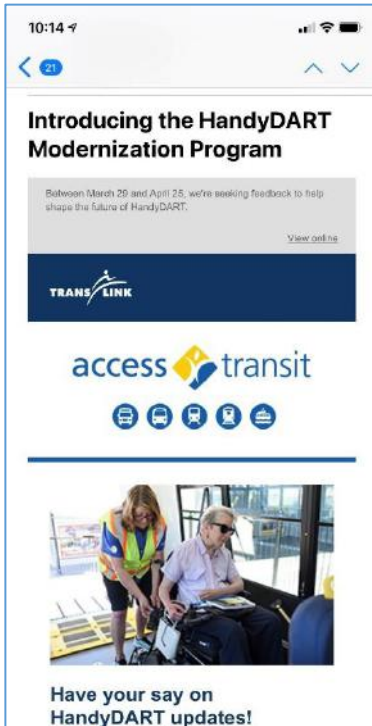 10:14
21
Introducing the HandyDART
Modernization Program
Between March 29 and April 25, we're seeking feedback to help
shape the future of HandyDART.
View online
TRANSLINK
access transit
Have your say on
HandyDART updates!